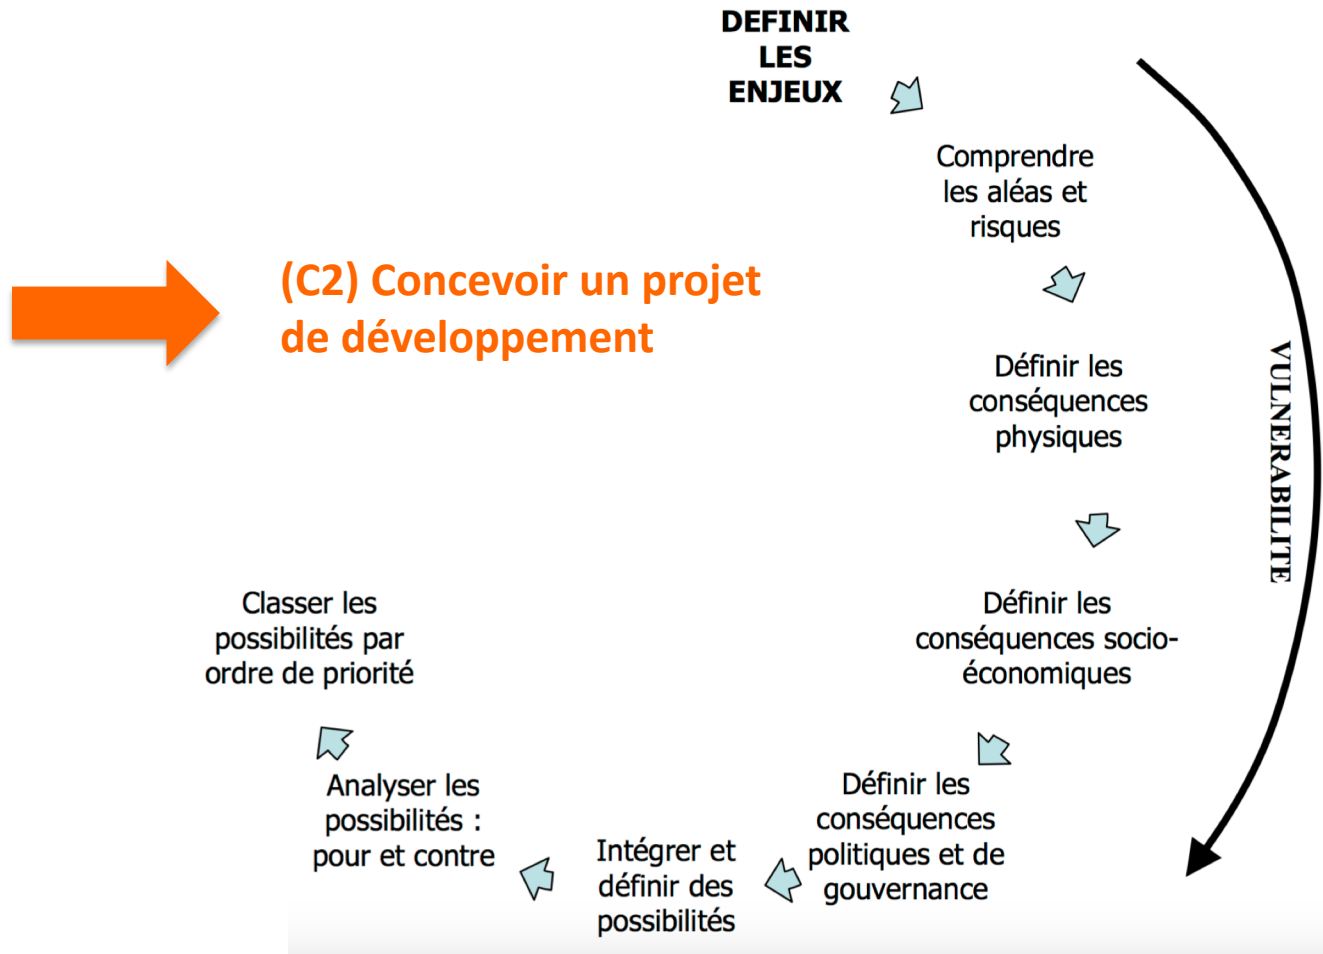 DEFINIR
LES
ENJEUX
Comprendre
les aléas et
risques
(C2) Concevoir un projet
de développement
Définir les
conséquences
physiques
VULNERABILITE
Définir les
conséquences socio-
économiques
Définir les
conséquences
politiques et de
gouvernance
Intégrer et
définir des
possibilités
Analyser les
possibilités :
pour et contre
Classer les
possibilités par
ordre de priorité